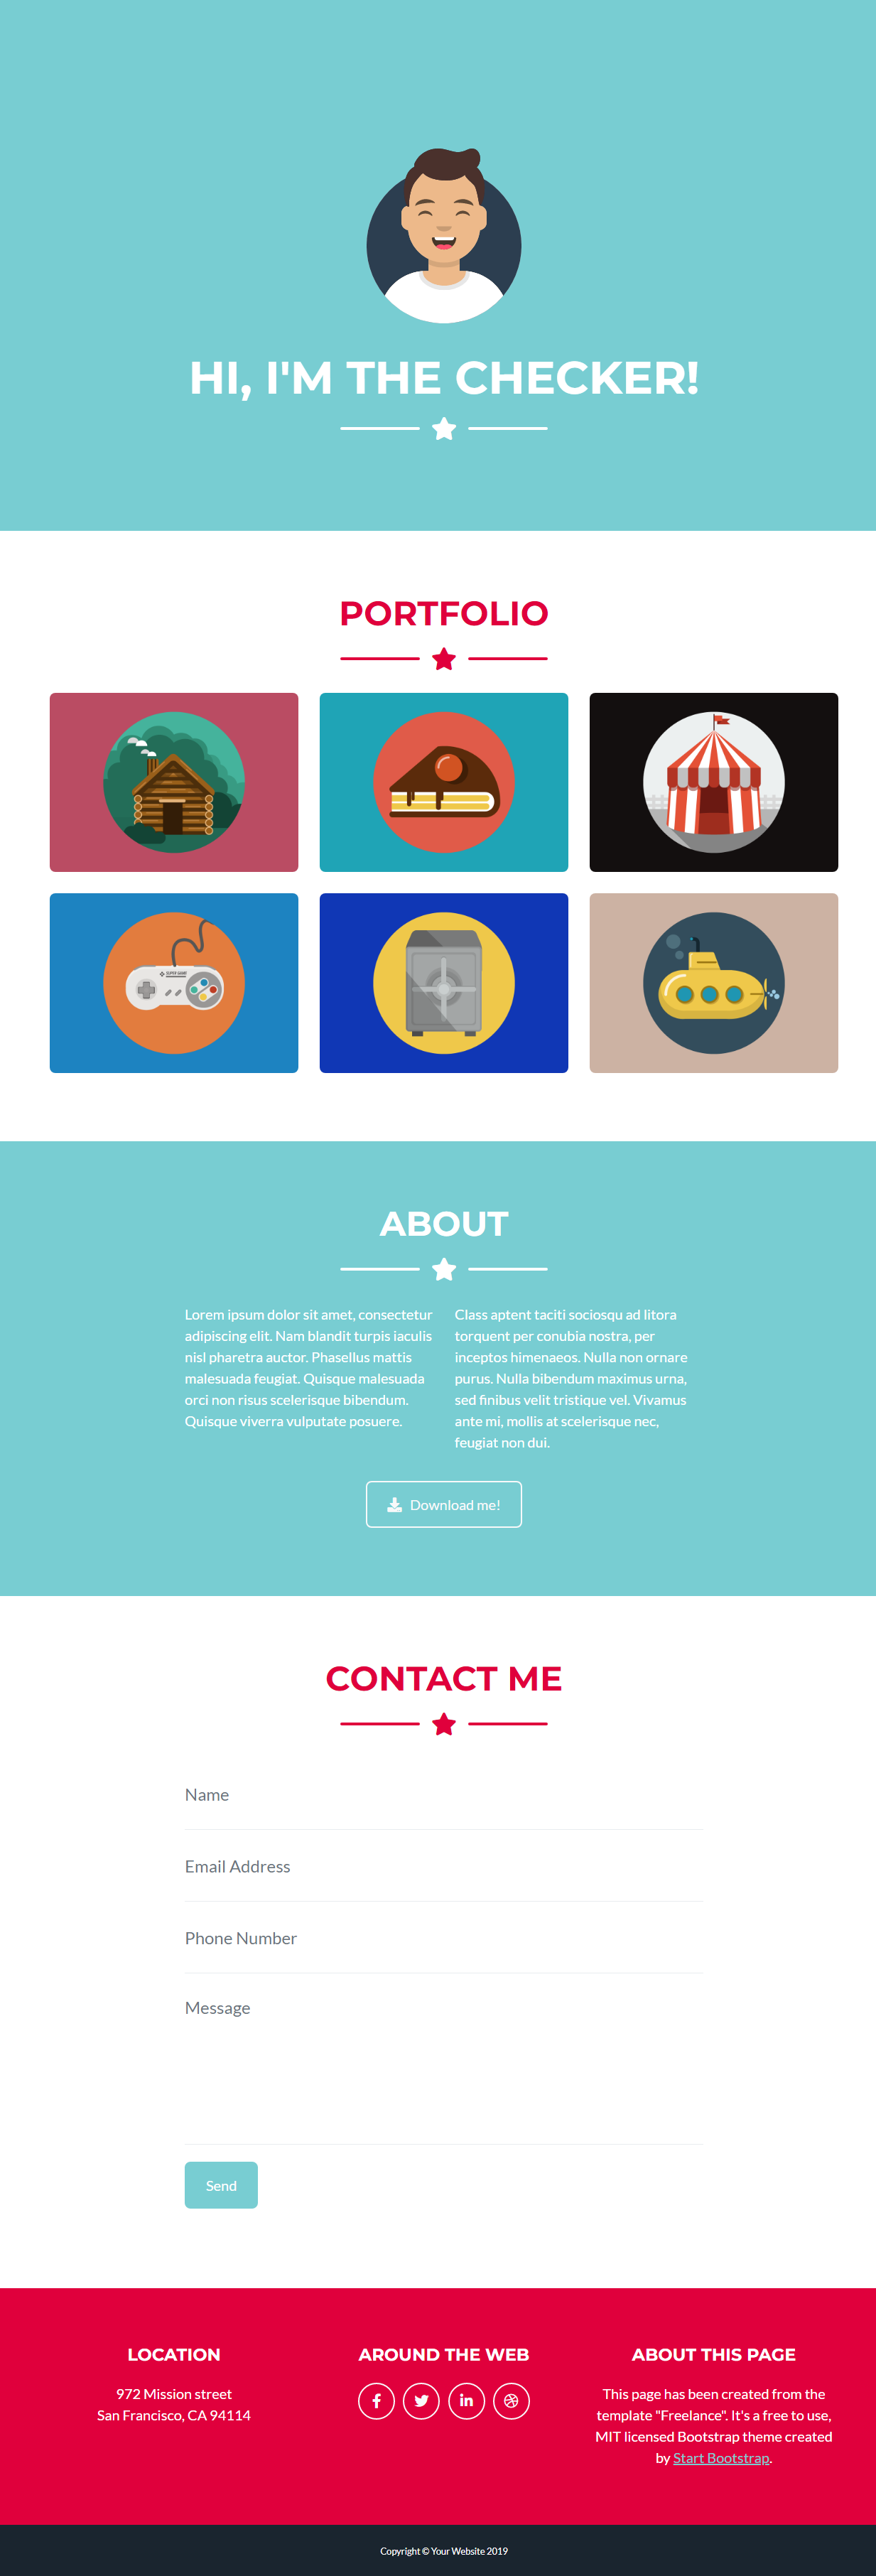 HI, I'M THE CHECKER!
PORTFOLIO
SUPER GAME
ABOUT
Lorem ipsum dolor sit amet, consectetur
adipiscing elit. Nam blandit turpis iaculis
nisl pharetra auctor. Phasellus mattis
malesuada feugiat. Quisque malesuada
orci non risus scelerisque bibendum.
Quisque viverra vulputate posuere.
Class aptent taciti sociosqu ad litora
torquent per conubia nostra, per
inceptos himenaeos. Nulla non ornare
purus. Nulla bibendum maximus urna,
sed finibus velit tristique vel. Vivamus
ante mi, mollis at scelerisque nec,
feugiat non dui.
Download me!
CONTACT ME
Name
Email Address
Phone Number
Message
Send
LOCATION
972 Mission street
San Francisco, CA 94114
AROUND THE WEB
ABOUT THIS PAGE
This page has been created from the
template "Freelance". It's a free to use,
MIT licensed Bootstrap theme created
by Start Bootstrap.
Copyright © Your Website 2019